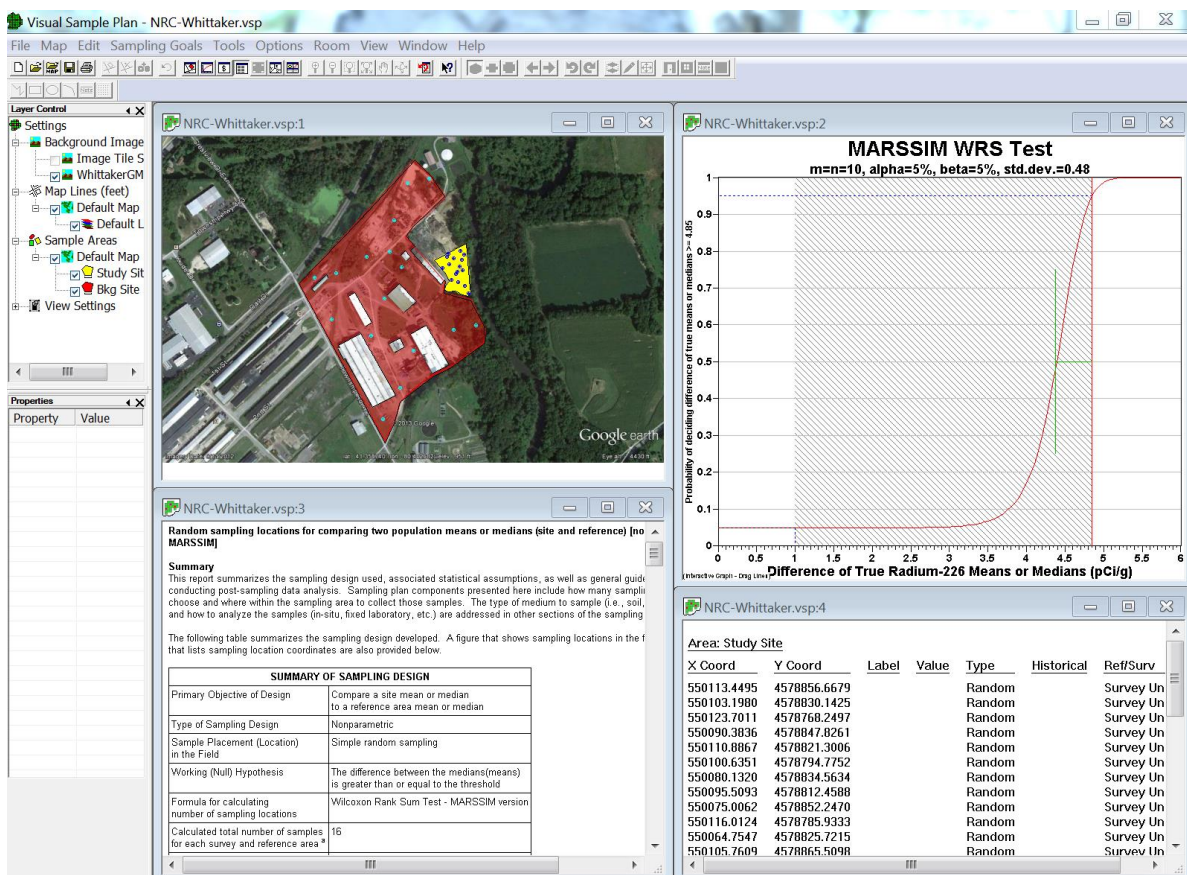 Visual Sample Plan - NRC-Whittaker.vsp
File Map Edit Sampling Goals Tools Options Room View Window Help
Layer Control
Settings
Background Image
Image Tile S
WhittakerGM
Map Lines (feet)
Default Map
Default L
Sample Areas
Default Map
Study Sit
Bkg Site
View Settings
Properties
Property Value
NRC-Whittaker.vsp:1
Google earth
NRC-Whittaker.vsp:2
MARSSIM WRS Test
m=n=10, alpha=5%, beta=5%, std.dev.=0.48
Probability of deciding difference of true means or medians >= 4.85
1
0.9
0.8
0.7
0.6
0.5
0.4
0.3
0.2
0.1
0
0 0.5 1 1.5 2 2.5 3 3.5 4 4.5 5 5.5 6
(Interactive Graph - Drag Lines)
Difference of True Radium-226 Means or Medians (pCi/g)
NRC-Whittaker.vsp:3
Random sampling locations for comparing two population means or medians (site and reference) [no
MARSSIM]
Summary
This report summarizes the sampling design used, associated statistical assumptions, as well as general guide
conducting post-sampling data analysis. Sampling plan components presented here include how many sampli
choose and where within the sampling area to collect those samples. The type of medium to sample (i.e., soil,
and how to analyze the samples (in-situ, fixed laboratory, etc.) are addressed in other sections of the sampling
The following table summarizes the sampling design developed. A figure that shows sampling locations in the f
that lists sampling location coordinates are also provided below.
SUMMARY OF SAMPLING DESIGN
Primary Objective of Design Compare a site mean or median
to a reference area mean or median
Type of Sampling Design Nonparametric
Sample Placement (Location) Simple random sampling
in the Field
Working (Null) Hypothesis The difference between the medians(means)
is greater than or equal to the threshold
Formula for calculating Wilcoxon Rank Sum Test - MARSSIM version
number of sampling locations
Calculated total number of samples 16
for each survey and reference area a
NRC-Whittaker.vsp:4
Area: Study Site
X Coord Y Coord Label Value Type Historical Ref/Surv
550113.4495 4578856.6679 Random Survey Un
550103.1980 4578830.1425 Random Survey Un
550123.7011 4578768.2497 Random Survey Un
550090.3836 4578847.8261 Random Survey Un
550110.8867 4578821.3006 Random Survey Un
550100.6351 4578794.7752 Random Survey Un
550080.1320 4578834.5634 Random Survey Un
550095.5093 4578812.4588 Random Survey Un
550075.0062 4578852.2470 Random Survey Un
550116.0124 4578785.9333 Random Survey Un
550064.7547 4578825.7215 Random Survey Un
550105.7609 4578865.5098 Random Survey Un